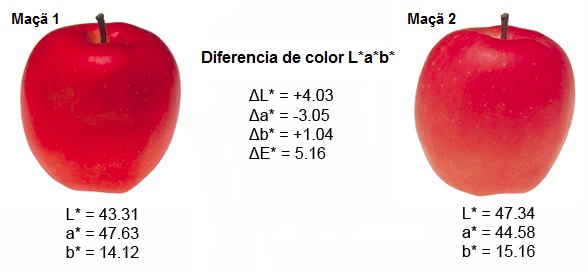 Maçã 1
Maçã 2
Diferencia de color L*a*b*
ΔL* = +4.03
Δa* = -3.05
Δb* = +1.04
ΔE* = 5.16
L* = 43.31
a* = 47.63
b* = 14.12
L* = 47.34
a* = 44.58
b* = 15.16